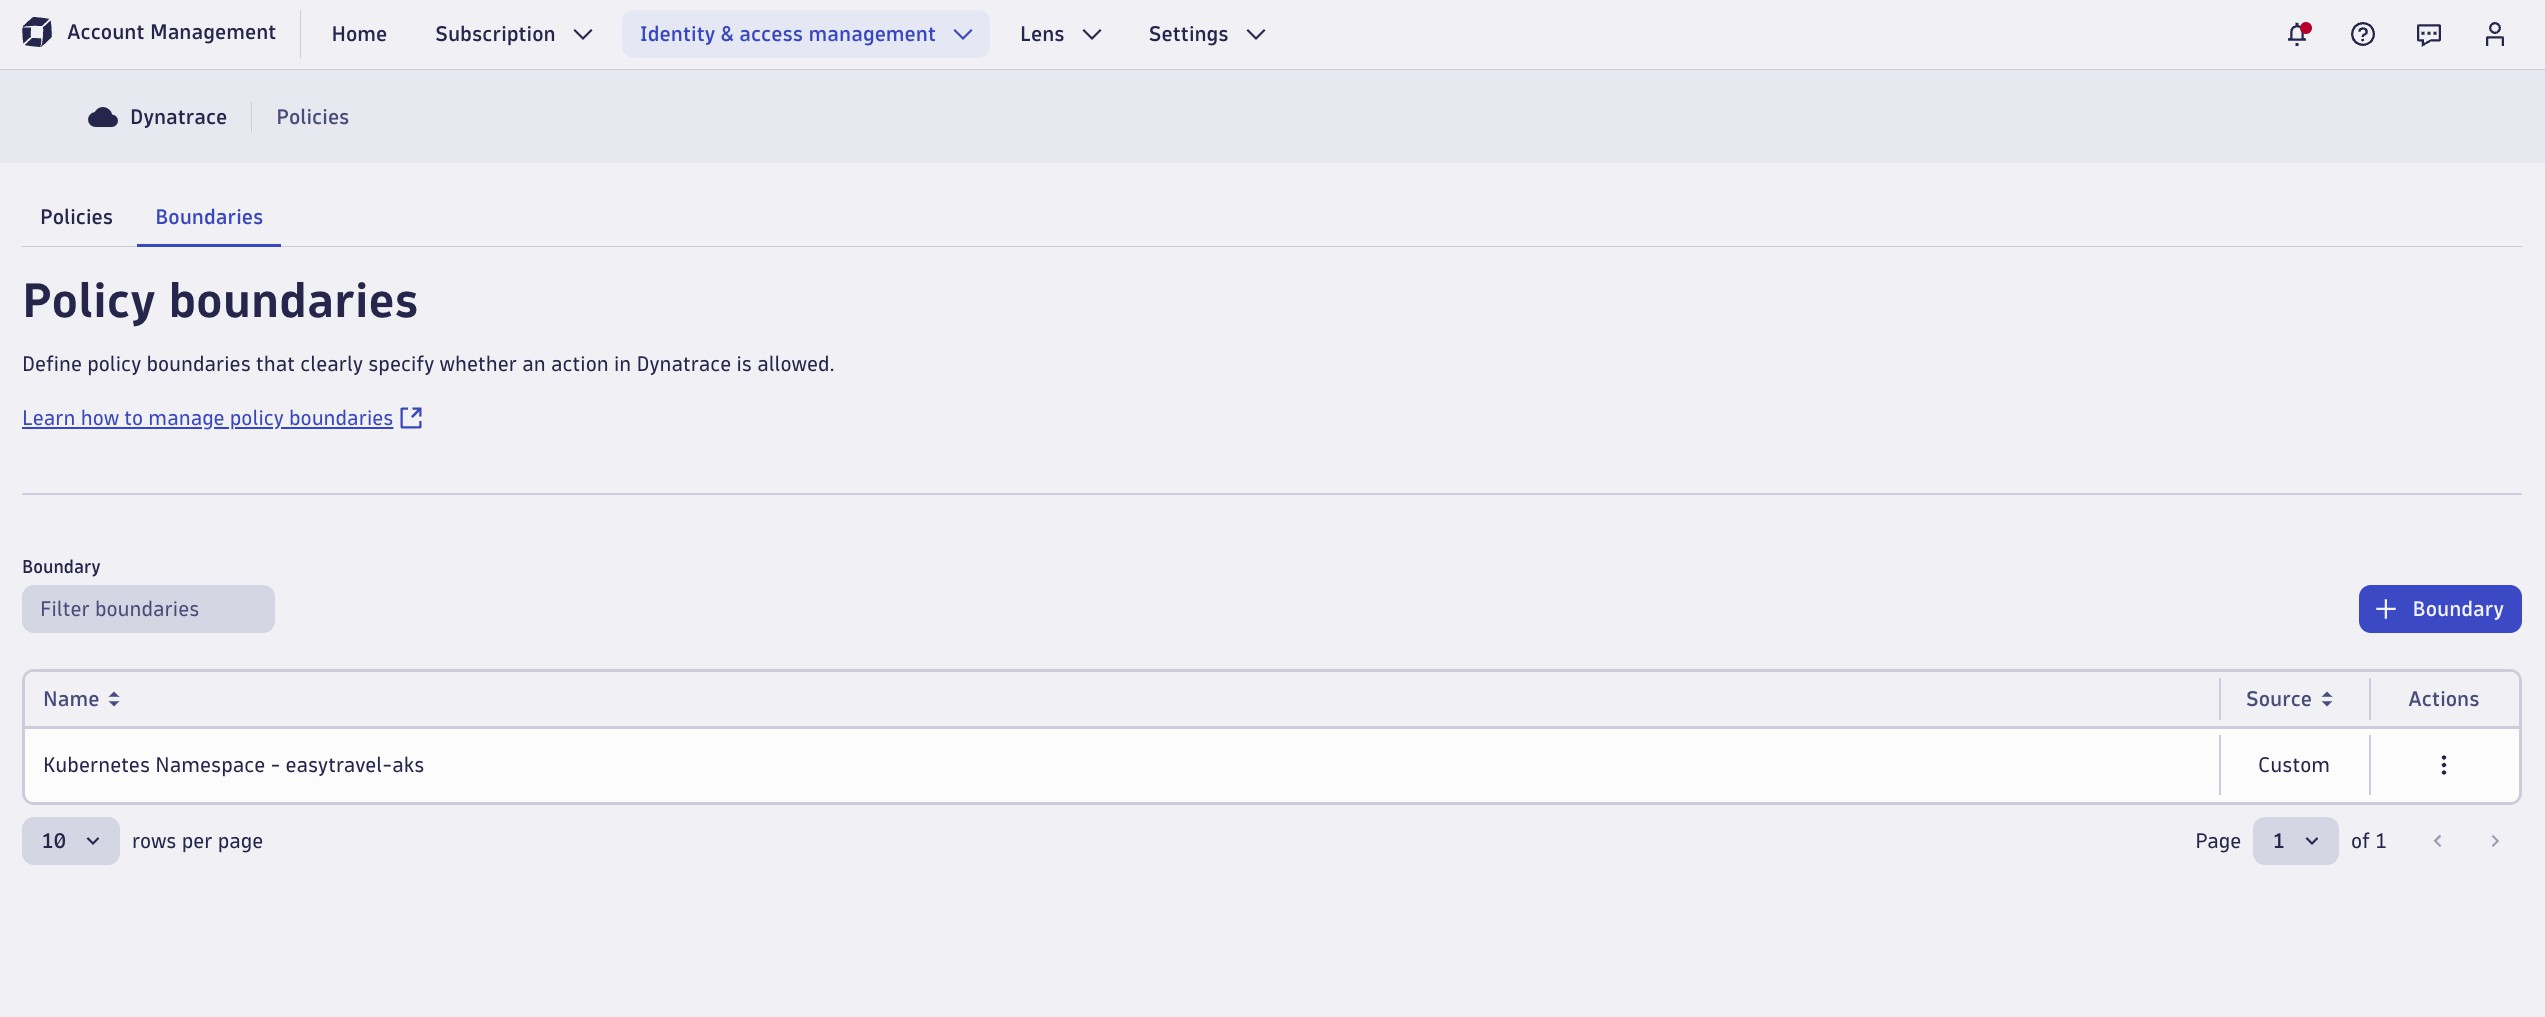 Account Management Home Subscription Identity & access management Lens Settings
Dynatrace Policies
Policies Boundaries
Policy boundaries
Define policy boundaries that clearly specify whether an action in Dynatrace is allowed.
Learn how to manage policy boundaries
Boundary
Filter boundaries
Boundary
Name Source Actions
Kubernetes Namespace - easytravel-aks Custom
10 rows per page Page 1 of 1